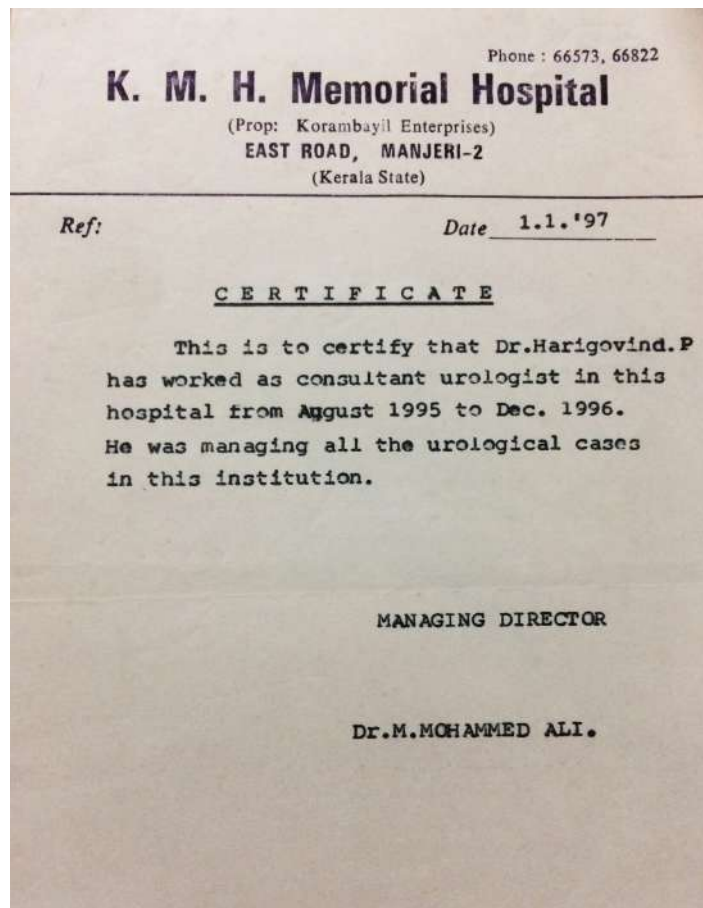 Phone : 66573, 66822
K. M. H. Memorial Hospital
(Prop: Korambayil Enterprises)
EAST ROAD, MANJERI-2
(Kerala State)
Ref:
Date 1.1.'97
C E R T I F I C A T E
This is to certify that Dr.Harigovind.P
has worked as consultant urologist in this
hospital from August 1995 to Dec. 1996.
He was managing all the urological cases
in this institution.
MANAGING DIRECTOR
Dr.M.MOHAMMED ALI.